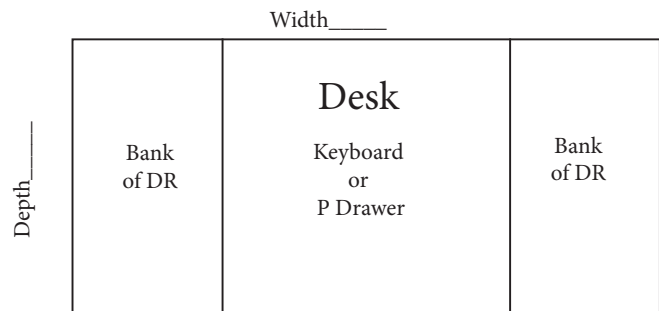 Width_____
Desk
Keyboard
or
P Drawer
Bank
of DR
Bank
of DR
Depth_____